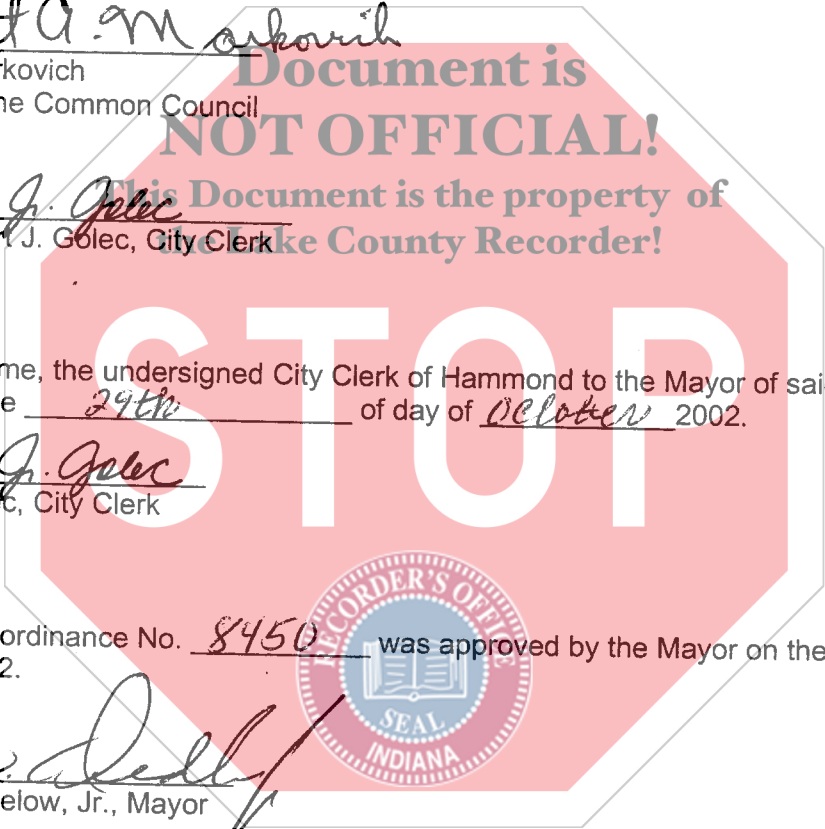 t A. Markovich
rkovich
Document is
he Common Council
NOT OFFICIAL!
This Document is the property of
J. Golec
J. Golec, City Clerk
the Lake County Recorder!
STOP
me, the undersigned City Clerk of Hammond to the Mayor of sai
e 29th of day of October 2002.
J. Golec
c, City Clerk
RECORDER'S OFFICE
ordinance No. 8450 was approved by the Mayor on the
2.
SEAL
INDIANA
elow, Jr., Mayor